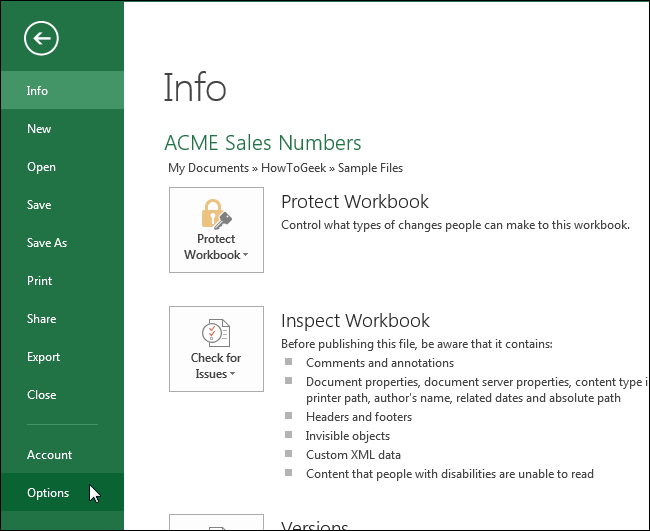 Info
New
Open
Save
Save As
Print
Share
Export
Close
Account
Options
Info
ACME Sales Numbers
My Documents » HowToGeek » Sample Files
Protect
Workbook
Protect Workbook
Control what types of changes people can make to this workbook.
Check for
Issues
Inspect Workbook
Before publishing this file, be aware that it contains:
Comments and annotations
Document properties, document server properties, content type i
printer path, author's name, related dates and absolute path
Headers and footers
Invisible objects
Custom XML data
Content that people with disabilities are unable to read
Versions